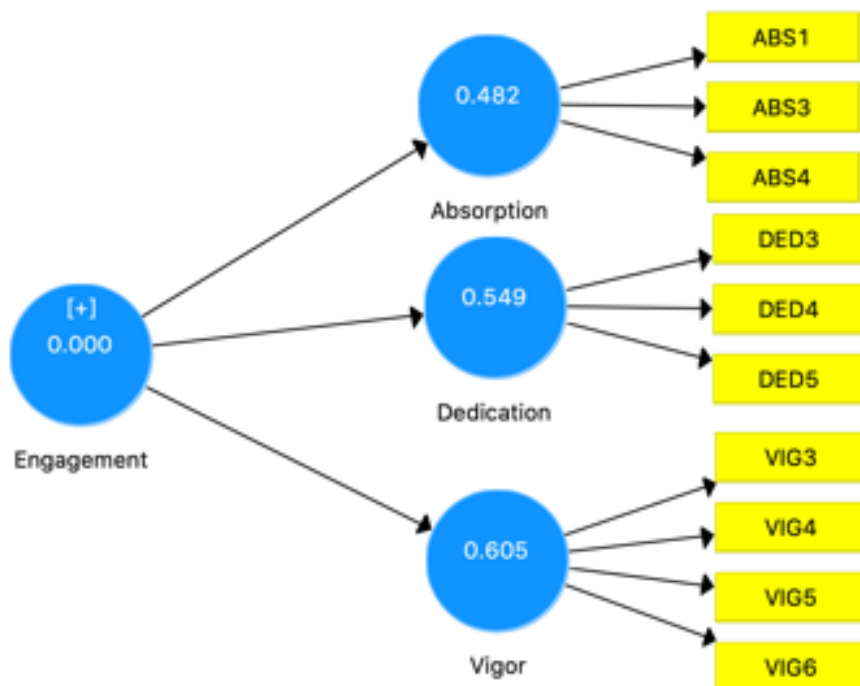 ABS1
0.482
ABS3
ABS4
Absorption
DED3
0.549
DED4
DED5
Dedication
[+]
0.000
Engagement
VIG3
VIG4
0.605
VIG5
VIG6
Vigor